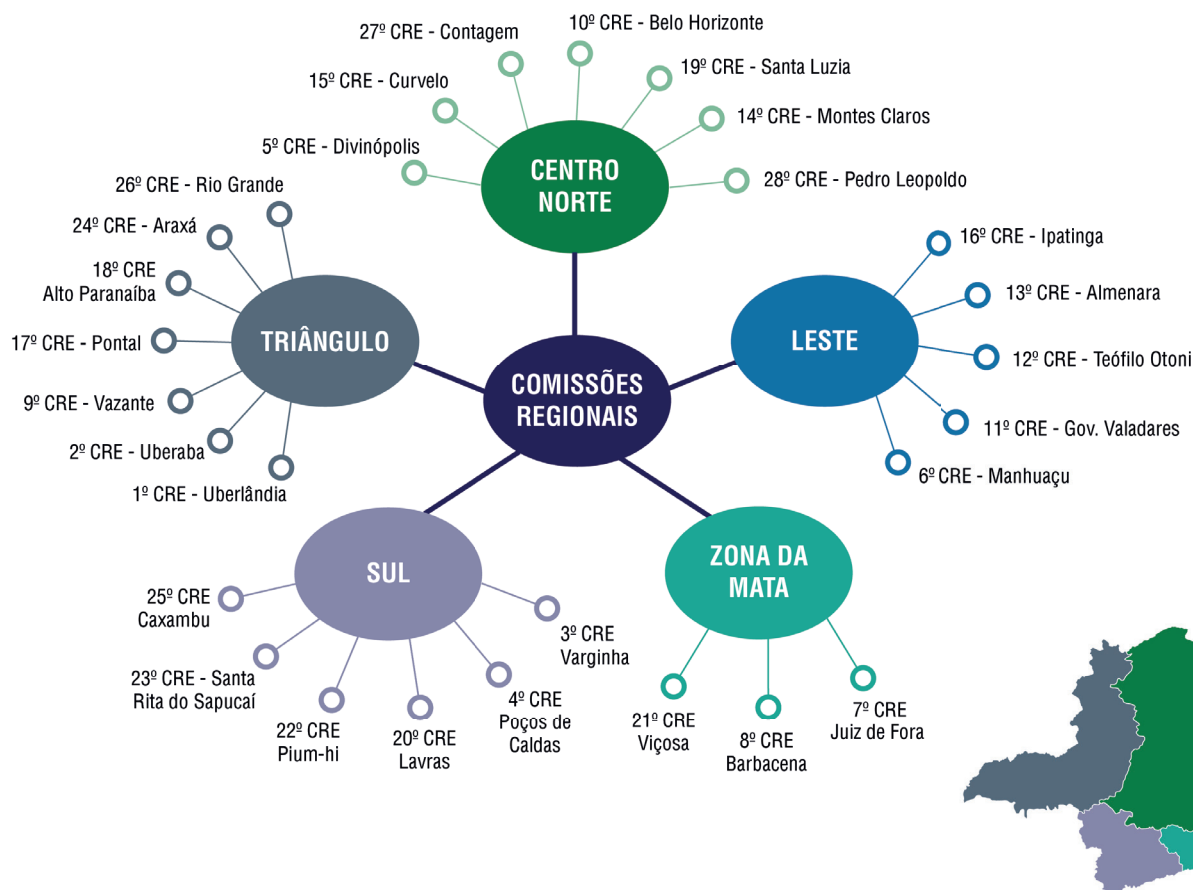 10º CRE - Belo Horizonte
27º CRE - Contagem
19º CRE - Santa Luzia
15º CRE - Curvelo
14º CRE - Montes Claros
5º CRE - Divinópolis
28º CRE - Pedro Leopoldo
CENTRO
NORTE
26º CRE - Rio Grande
24º CRE - Araxá
18º CRE
Alto Paranaíba
17º CRE - Pontal
9º CRE - Vazante
2º CRE - Uberaba
1º CRE - Uberlândia
TRIÂNGULO
COMISSÕES
REGIONAIS
LESTE
16º CRE - Ipatinga
13º CRE - Almenara
12º CRE - Teófilo Otoni
11º CRE - Gov. Valadares
6º CRE - Manhuaçu
SUL
25º CRE
Caxambu
23º CRE - Santa
Rita do Sapucaí
22º CRE
Pium-hi
20º CRE
Lavras
4º CRE
Poços de
Caldas
3º CRE
Varginha
ZONA DA
MATA
21º CRE
Viçosa
8º CRE
Barbacena
7º CRE
Juiz de Fora